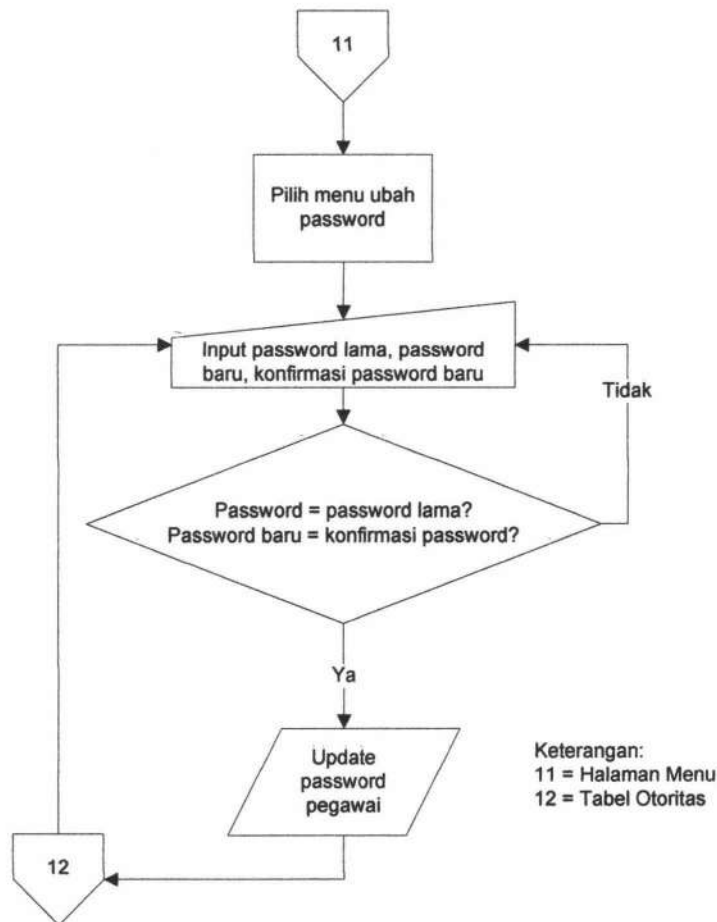 11
Pilih menu ubah
password
Input password lama, password
baru, konfirmasi password baru
Tidak
Password = password lama?
Password baru = konfirmasi password?
Ya
Update
password
pegawai
Keterangan:
11 = Halaman Menu
12 = Tabel Otoritas
12